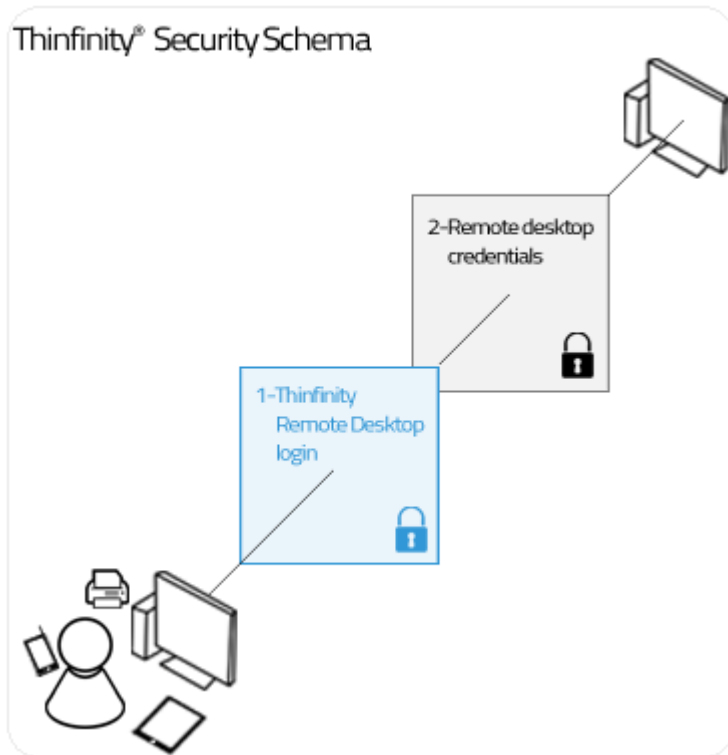 Thinfinity® Security Schema
2-Remote desktop
credentials
1-Thinfinity
Remote Desktop
login